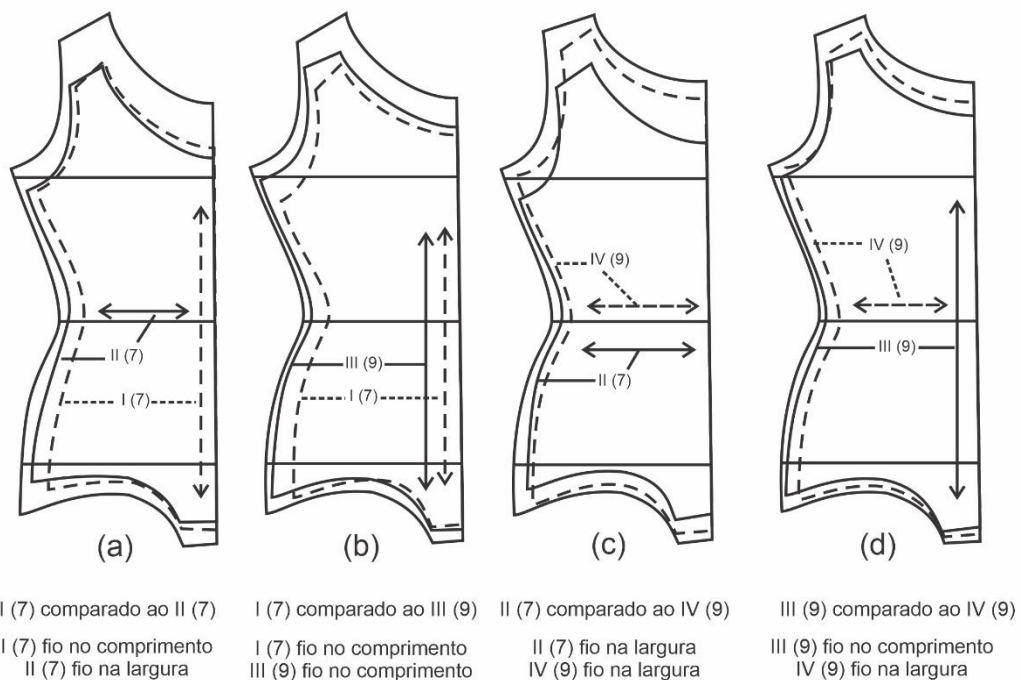 II (7)
I (7)
(a)
III (9)
I (7)
(b)
IV (9)
II (7)
(c)
IV (9)
III (9)
(d)
I (7) comparado ao II (7)
I (7) fio no comprimento
II (7) fio na largura
I (7) comparado ao III (9)
I (7) fio no comprimento
III (9) fio no comprimento
II (7) comparado ao IV (9)
II (7) fio na largura
IV (9) fio na largura
III (9) comparado ao IV (9)
III (9) fio no comprimento
IV (9) fio na largura